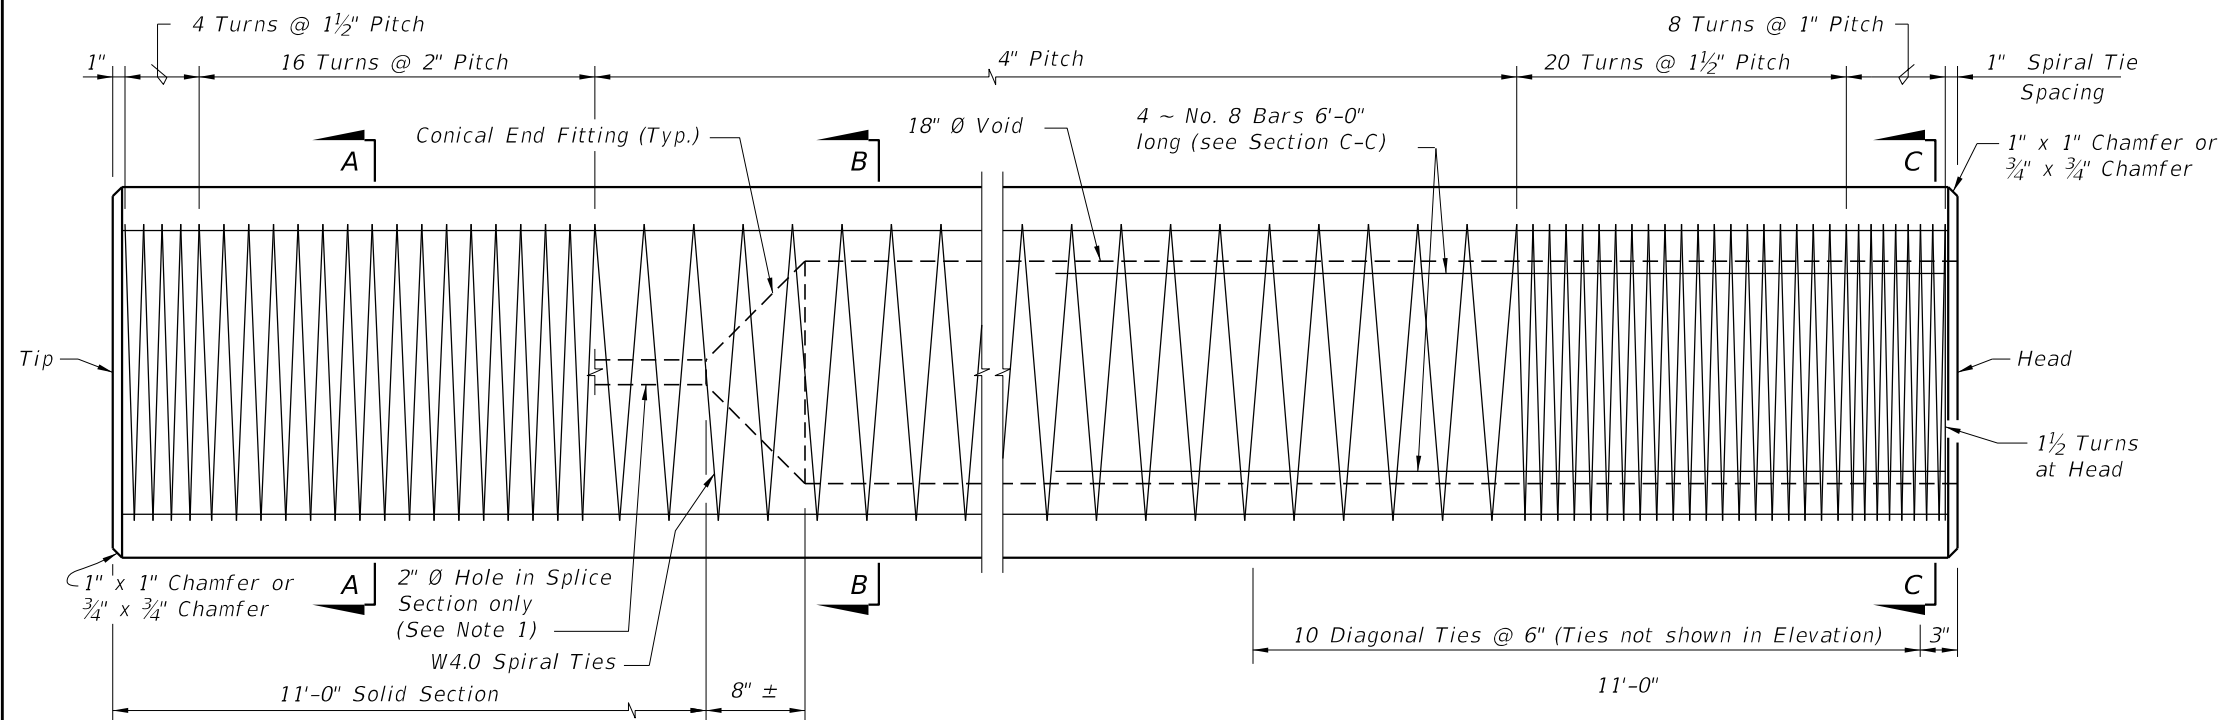 4 Turns @ 1½" Pitch
8 Turns @ 1" Pitch
1"
16 Turns @ 2" Pitch
4" Pitch
20 Turns @ 1½" Pitch
1" Spiral Tie
Spacing
Conical End Fitting (Typ.)
18" Ø Void
4 ~ No. 8 Bars 6'-0"
long (see Section C-C)
1" x 1" Chamfer or
¾" x ¾" Chamfer
A
B
C
Tip
Head
1½ Turns
at Head
1" x 1" Chamfer or
¾" x ¾" Chamfer
A
2" Ø Hole in Splice
Section only
(See Note 1)
B
C
W4.0 Spiral Ties
10 Diagonal Ties @ 6" (Ties not shown in Elevation)
3"
11'-0" Solid Section
8" ±
11'-0"